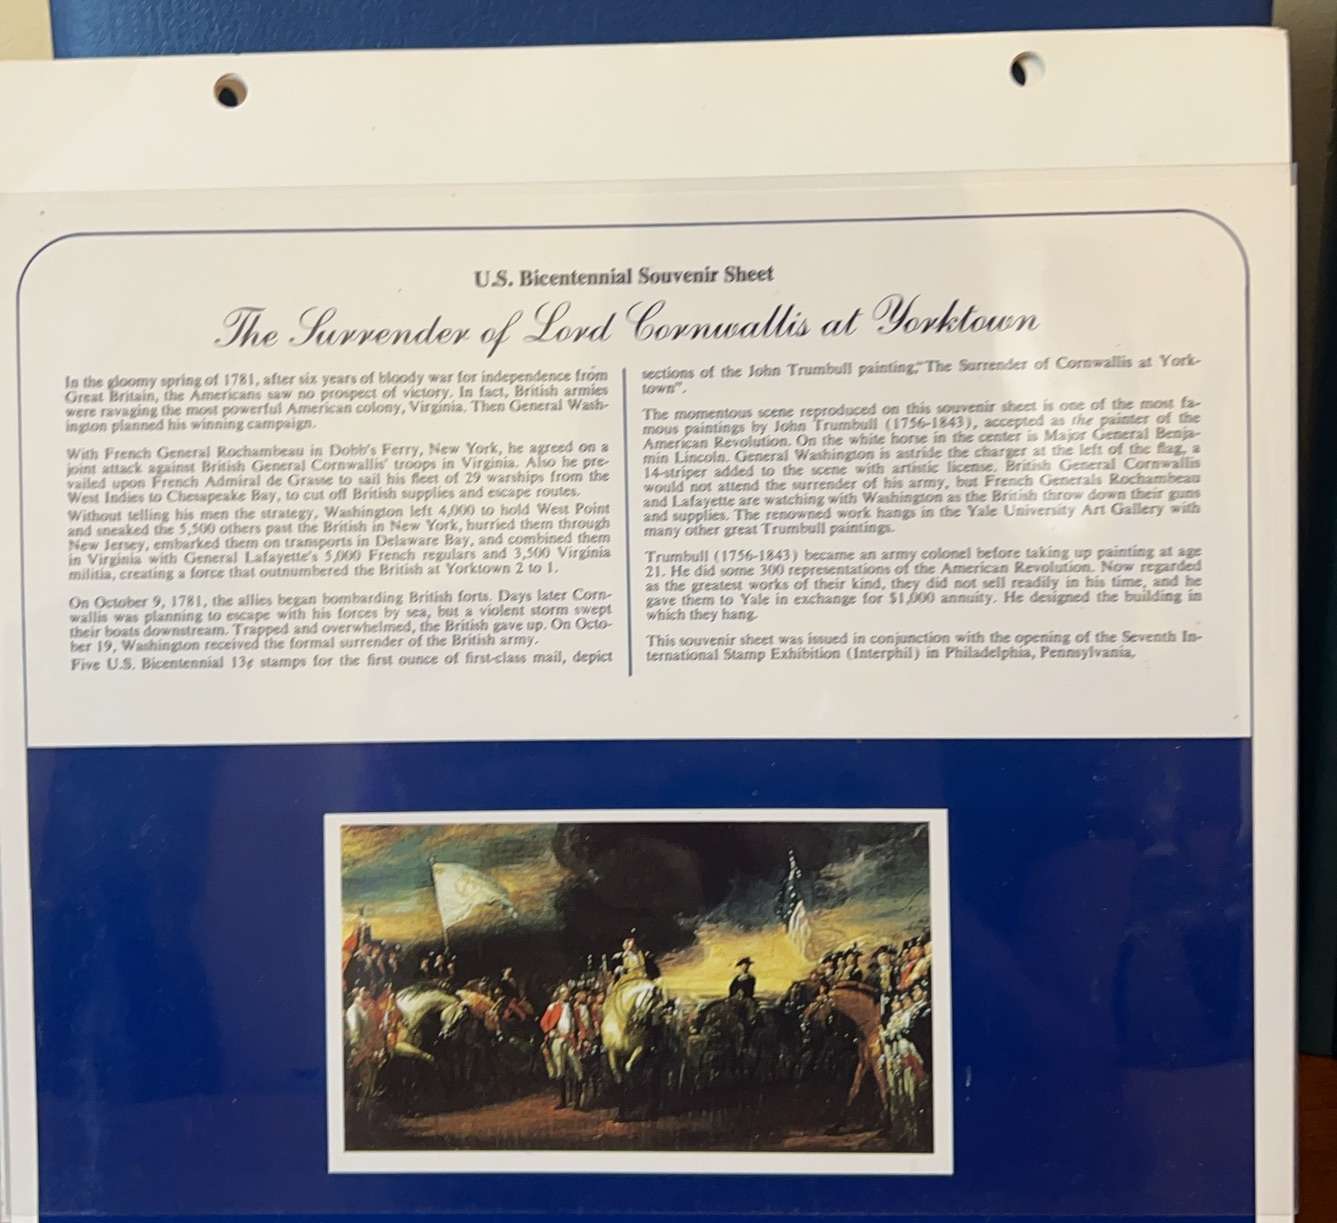 U.S. Bicentennial Souvenir Sheet
The Surrender of Lord Cornwallis at Yorktown
In the gloomy spring of 1781, after six years of bloody war for independence from
Great Britain, the Americans saw no prospect of victory. In fact, British armies
were ravaging the most powerful American colony, Virginia. Then General Wash-
ington planned his winning campaign.
With French General Rochambeau in Dobb's Ferry, New York, he agreed on a
joint attack against British General Cornwallis' troops in Virginia. Also he pre-
vailed upon French Admiral de Grasse to sail his fleet of 29 warships from the
West Indies to Chesapeake Bay, to cut off British supplies and escape routes.
Without telling his men the strategy, Washington left 4,000 to hold West Point
and sneaked the 5,500 others past the British in New York, hurried them through
New Jersey, embarked them on transports in Delaware Bay, and combined them
in Virginia with General Lafayette's 5,000 French regulars and 3,500 Virginia
militia, creating a force that outnumbered the British at Yorktown 2 to 1.
On October 9, 1781, the allies began bombarding British forts. Days later Corn-
wallis was planning to escape with his forces by sea, but a violent storm swept
their boats downstream. Trapped and overwhelmed, the British gave up. On Octo-
ber 19, Washington received the formal surrender of the British army.
Five U.S. Bicentennial 13¢ stamps for the first ounce of first-class mail, depict
sections of the John Trumbull painting,"The Surrender of Cornwallis at York-
town".
The momentous scene reproduced on this souvenir sheet is one of the most fa-
mous paintings by John Trumbull (1756-1843), accepted as the painter of the
American Revolution. On the white horse in the center is Major General Benja-
min Lincoln. General Washington is astride the charger at the left of the flag, a
14-striper added to the scene with artistic license. British General Cornwallis
would not attend the surrender of his army, but French Generals Rochambeau
and Lafayette are watching with Washington as the British throw down their guns
and supplies. The renowned work hangs in the Yale University Art Gallery with
many other great Trumbull paintings.
Trumbull (1756-1843) became an army colonel before taking up painting at age
21. He did some 300 representations of the American Revolution. Now regarded
as the greatest works of their kind, they did not sell readily in his time, and he
gave them to Yale in exchange for $1,000 annuity. He designed the building in
which they hang.
This souvenir sheet was issued in conjunction with the opening of the Seventh In-
ternational Stamp Exhibition (Interphil) in Philadelphia, Pennsylvania.